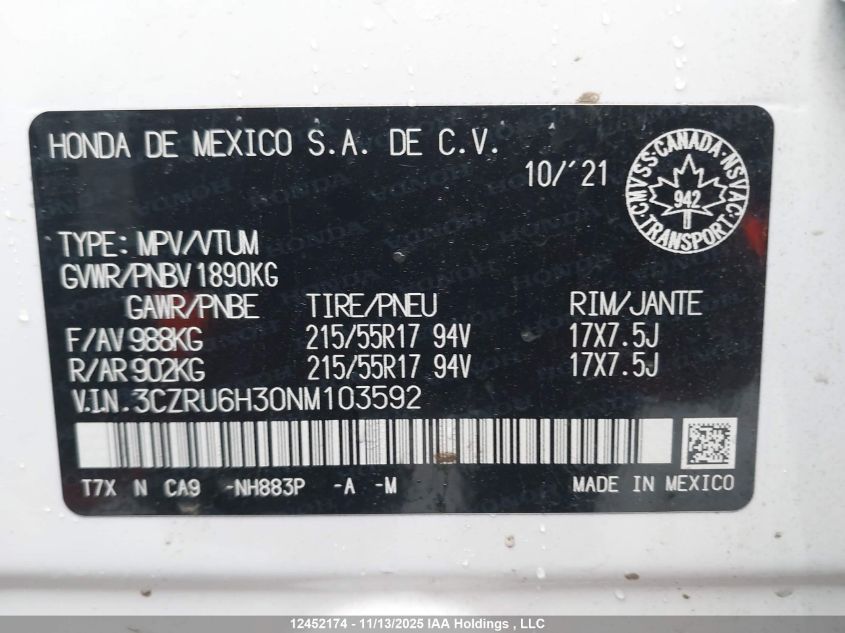 HONDA DE MEXICO S.A. DE C.V.
10/'21
CMVSS·CANADA·NSVAC·
942
TRANSPORT
TYPE: MPV/VTUM
GVWR/PNBV 1890KG
GAWR/PNBE TIRE/PNEU RIM/JANTE
F/AV 988KG 215/55R17 94V 17X7.5J
R/AR 902KG 215/55R17 94V 17X7.5J
V.I.N. 3CZRU6H30NM103592
T7X N CA9 -NH883P -A -M MADE IN MEXICO
12452174 - 11/13/2025 IAA Holdings , LLC